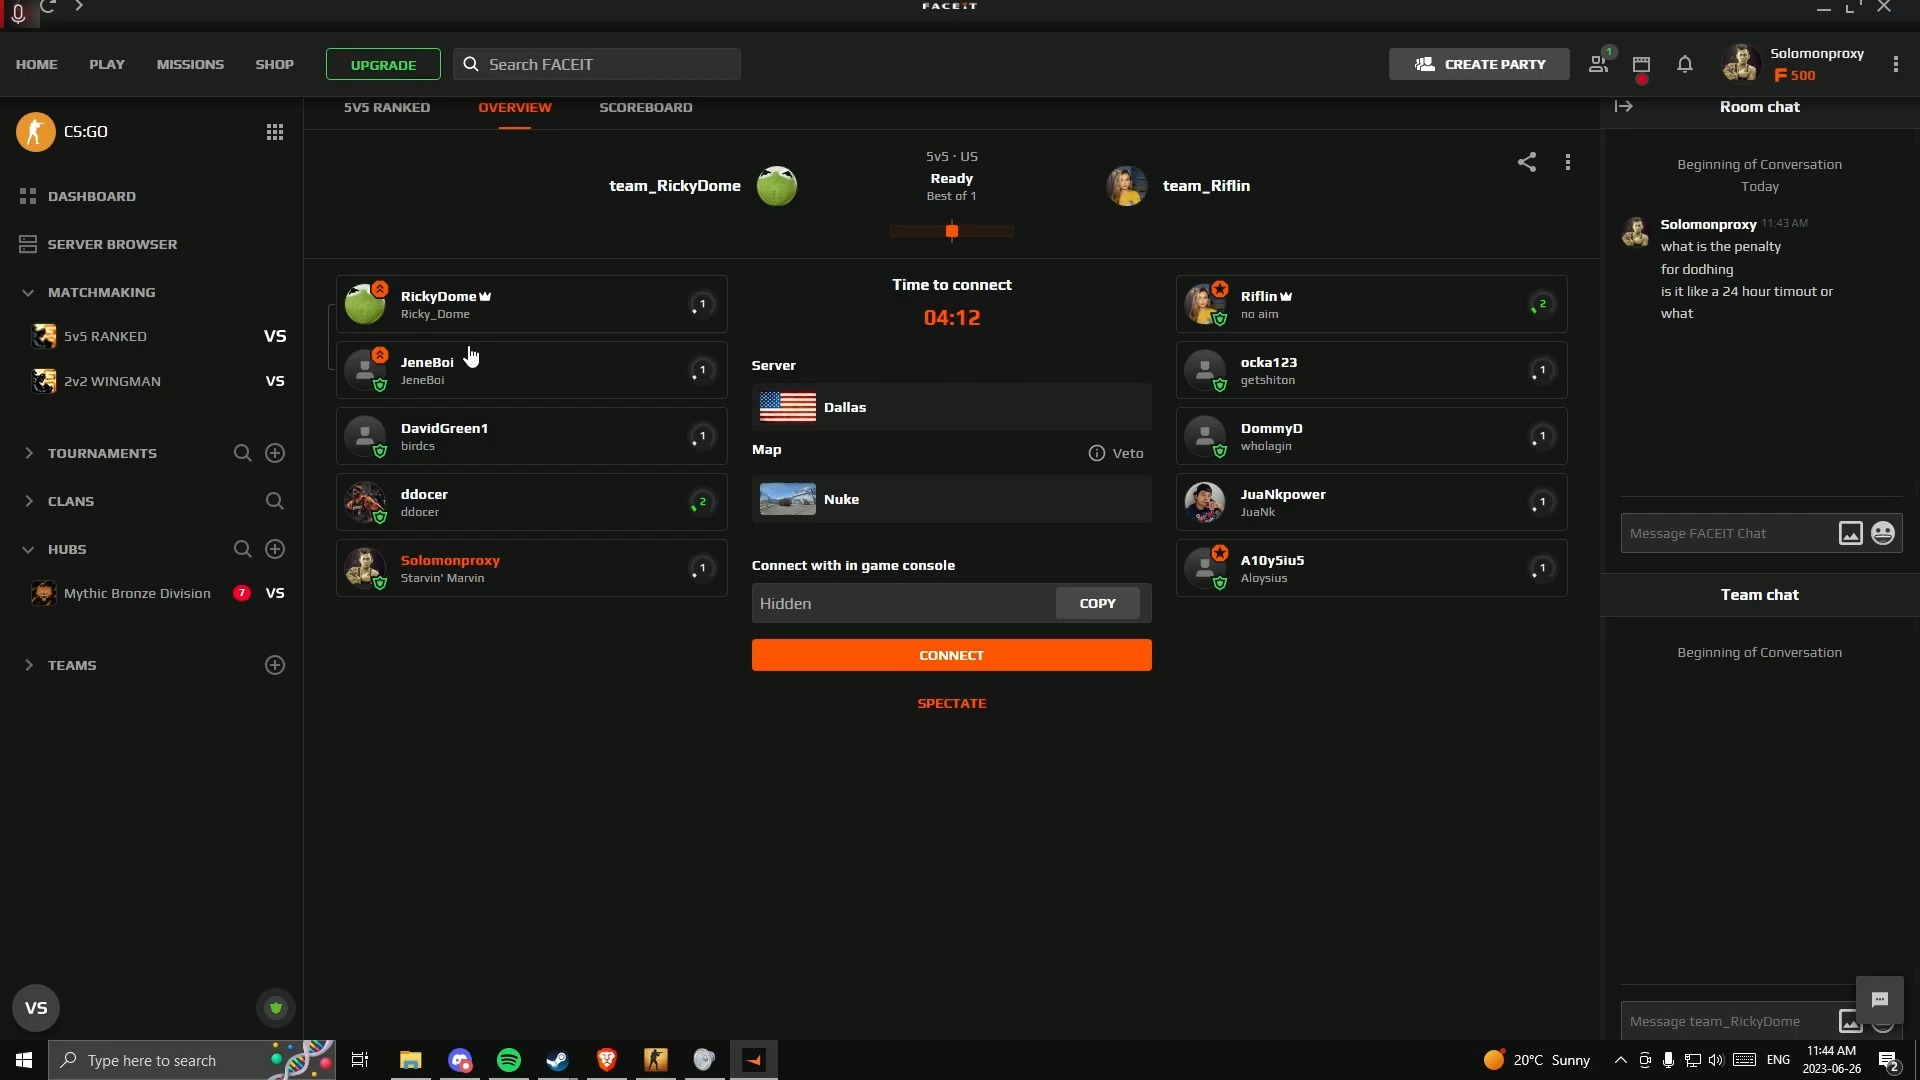 FACEIT
HOME
PLAY
MISSIONS
SHOP
UPGRADE
Search FACEIT
CREATE PARTY
1
Solomonproxy
500
CS:GO
DASHBOARD
SERVER BROWSER
MATCHMAKING
5v5 RANKED
VS
2v2 WINGMAN
VS
TOURNAMENTS
CLANS
HUBS
Mythic Bronze Division
7
VS
TEAMS
VS
5V5 RANKED
OVERVIEW
SCOREBOARD
team_RickyDome
5v5 · US
Ready
Best of 1
team_Riflin
RickyDome
Ricky_Dome
1
JeneBoi
JeneBoi
1
DavidGreen1
birdcs
1
ddocer
ddocer
2
Solomonproxy
Starvin' Marvin
1
Time to connect
04:12
Server
Dallas
Map
Veto
Nuke
Connect with in game console
Hidden
COPY
CONNECT
SPECTATE
Riflin
no aim
2
ocka123
getshiton
1
DommyD
wholagin
1
JuaNkpower
JuaNk
1
A10y5iu5
Aloysius
1
Room chat
Beginning of Conversation
Today
Solomonproxy 11:43 AM
what is the penalty
for dodhing
is it like a 24 hour timout or
what
Message FACEIT Chat
Team chat
Beginning of Conversation
Message team_RickyDome
Type here to search
20°C Sunny
ENG
11:44 AM
2023-06-26
2